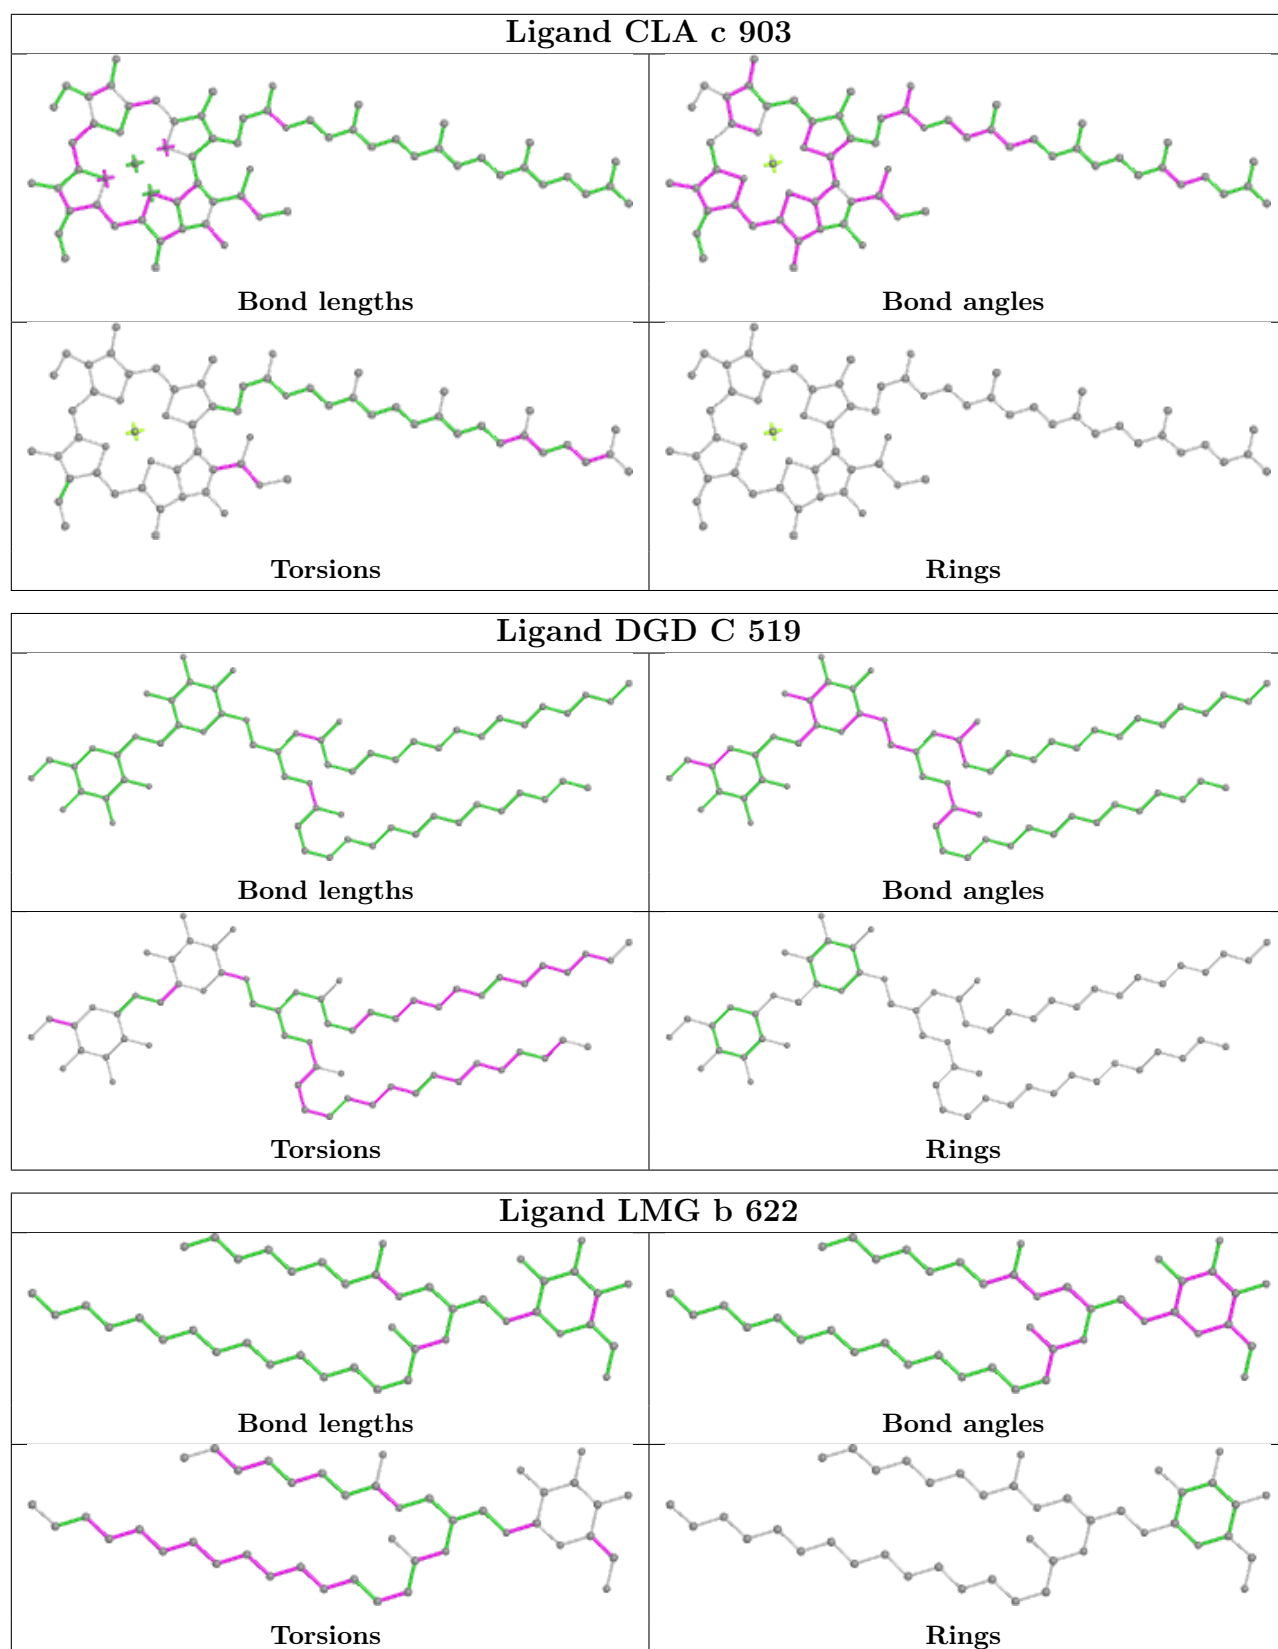 Ligand CLA c 903
Bond lengths
Bond angles
Torsions
Rings
Ligand DGD C 519
Bond lengths
Bond angles
Torsions
Rings
Ligand LMG b 622
Bond lengths
Bond angles
Torsions
Rings